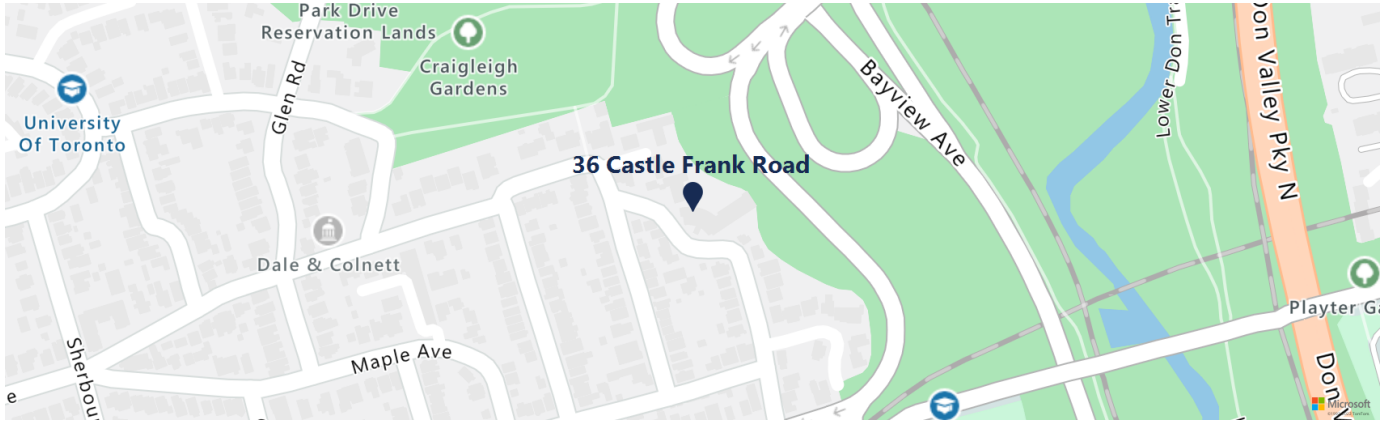 Park Drive
Reservation Lands
Craigleigh
Gardens
Glen Rd
University
Of Toronto
Bayview Ave
Lower Don Tr
Don Valley Pky N
36 Castle Frank Road
Dale & Colnett
Playter Ga
Maple Ave
Sherbou
e
Don V
Microsoft